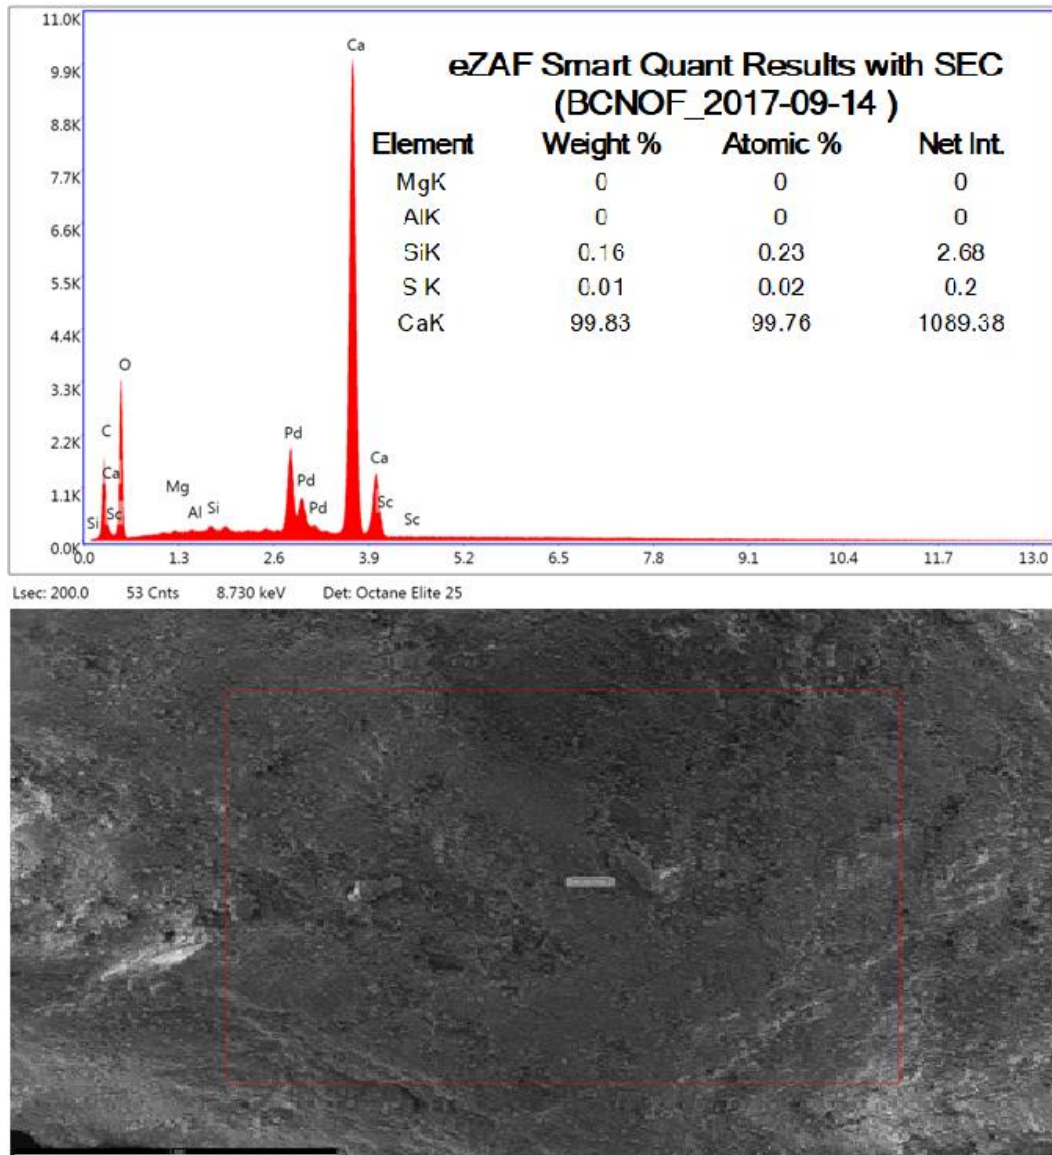 11.0K
9.9K
8.8K
7.7K
6.6K
5.5K
4.4K
3.3K
2.2K
1.1K
0.0K
eZAF Smart Quant Results with SEC
(BCNOF_2017-09-14 )
Element Weight % Atomic % Net Int.
MgK 0 0 0
AlK 0 0 0
SiK 0.16 0.23 2.68
S K 0.01 0.02 0.2
CaK 99.83 99.76 1089.38
Ca
O
C
Ca
Si
Sc
Mg
Al
Si
Pd
Pd
Pd
Ca
Sc
Sc
0.0 1.3 2.6 3.9 5.2 6.5 7.8 9.1 10.4 11.7 13.0
Lsec: 200.0 53 Cnts 8.730 keV Det: Octane Elite 25